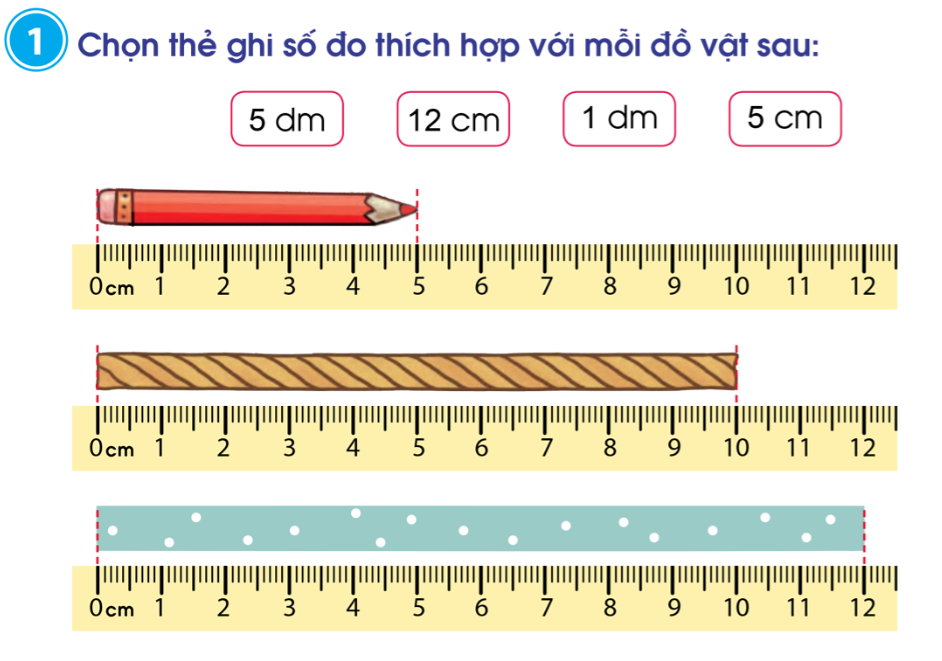 1 Chọn thẻ ghi số đo thích hợp với mỗi đồ vật sau:
5 dm 12 cm 1 dm 5 cm
0cm 1 2 3 4 5 6 7 8 9 10 11 12
0cm 1 2 3 4 5 6 7 8 9 10 11 12
0cm 1 2 3 4 5 6 7 8 9 10 11 12